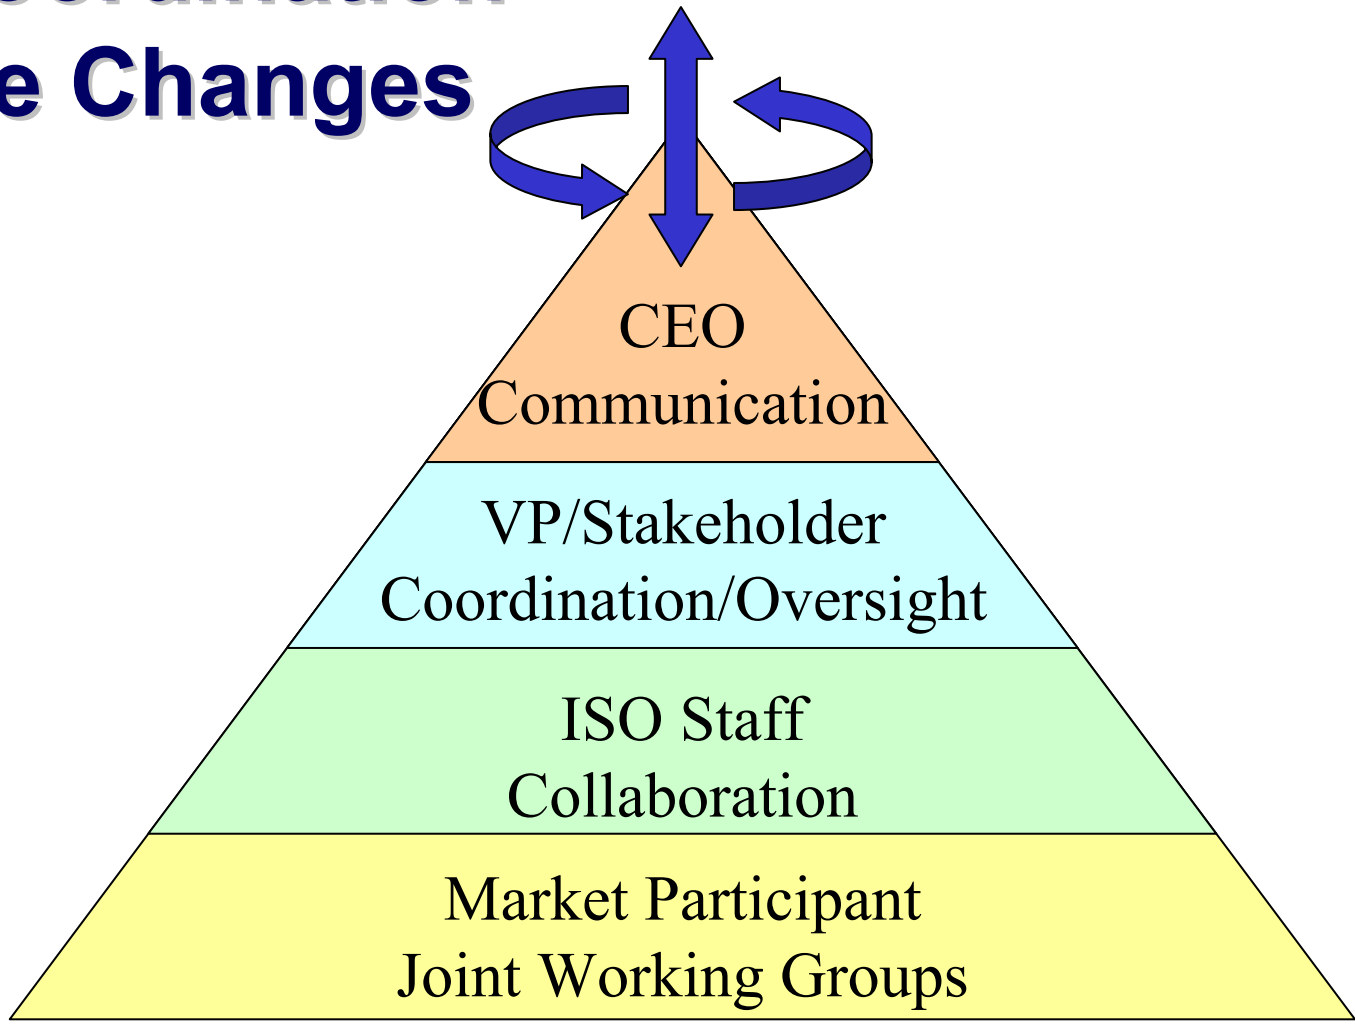 e Changes
CEO
Communication
VP/Stakeholder
Coordination/Oversight
ISO Staff
Collaboration
Market Participant
Joint Working Groups